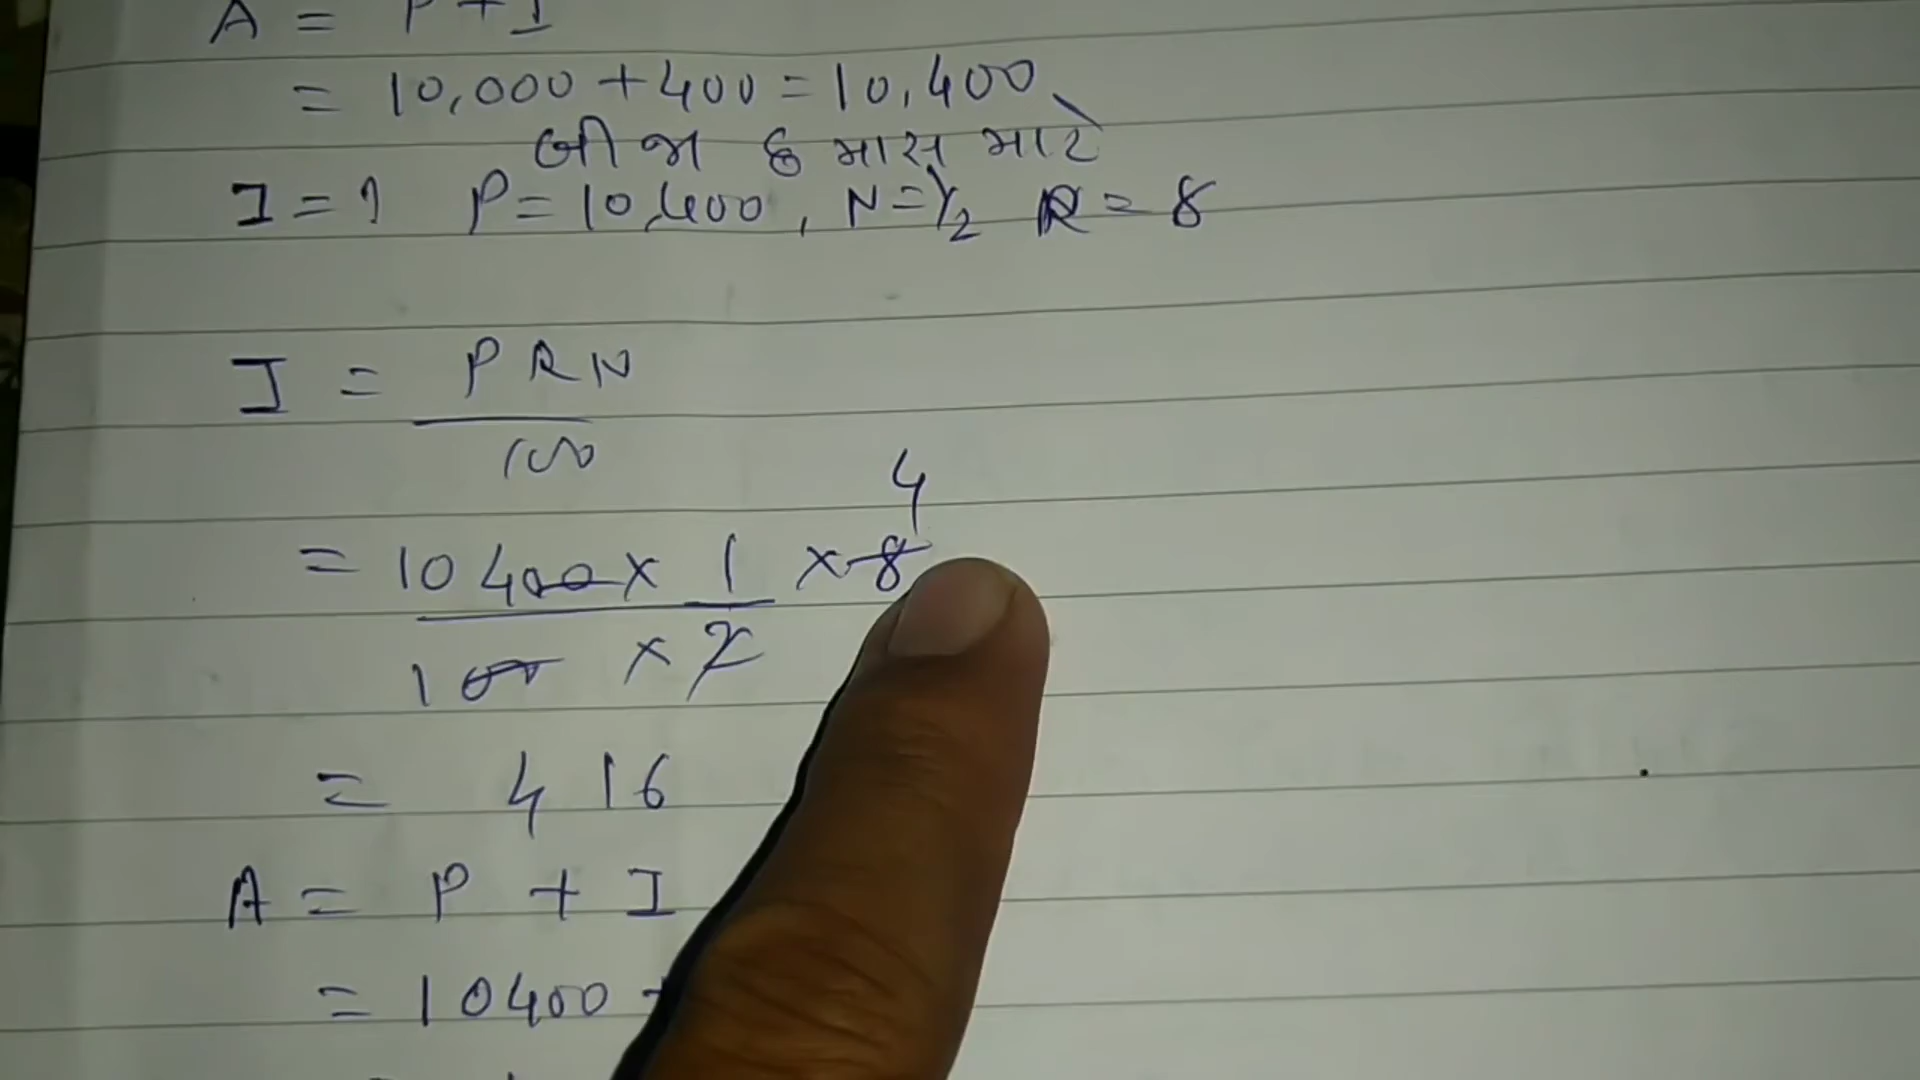 A = P + I
= 10,000 + 400 = 10,400
બીજા 6 માસ માટે
I = ? P = 10,400, N = 1/2 R = 8
I = P R N
100
4
= 10400 x 1 x 8
100 x 2
= 416
A = P + I
= 10400 +